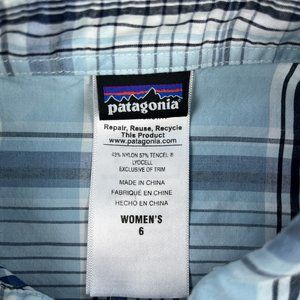 patagonia
Repair, Reuse, Recycle
This Product
www.patagonia.com
43% NYLON 57% TENCEL ®
LYOCELL
EXCLUSIVE OF TRIM
MADE IN CHINA
FABRIQUÉ EN CHINE
HECHO EN CHINA
WOMEN'S
6